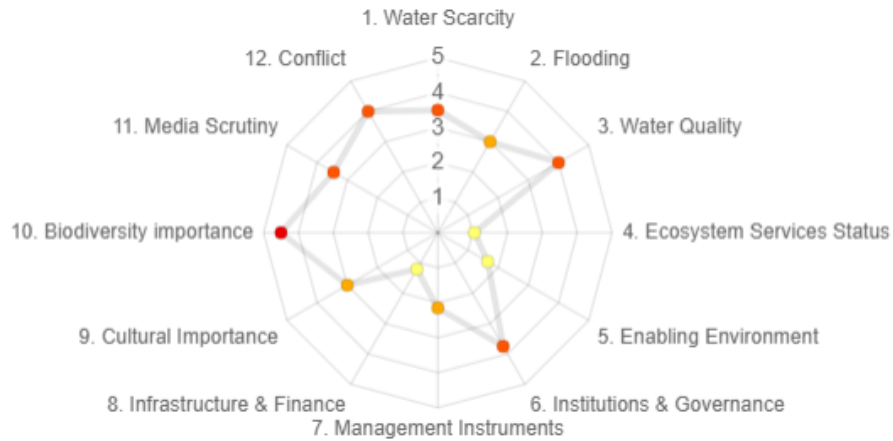 1. Water Scarcity
12. Conflict
5
2. Flooding
4
11. Media Scrutiny
3
3. Water Quality
2
1
10. Biodiversity importance
4. Ecosystem Services Status
9. Cultural Importance
5. Enabling Environment
8. Infrastructure & Finance
6. Institutions & Governance
7. Management Instruments